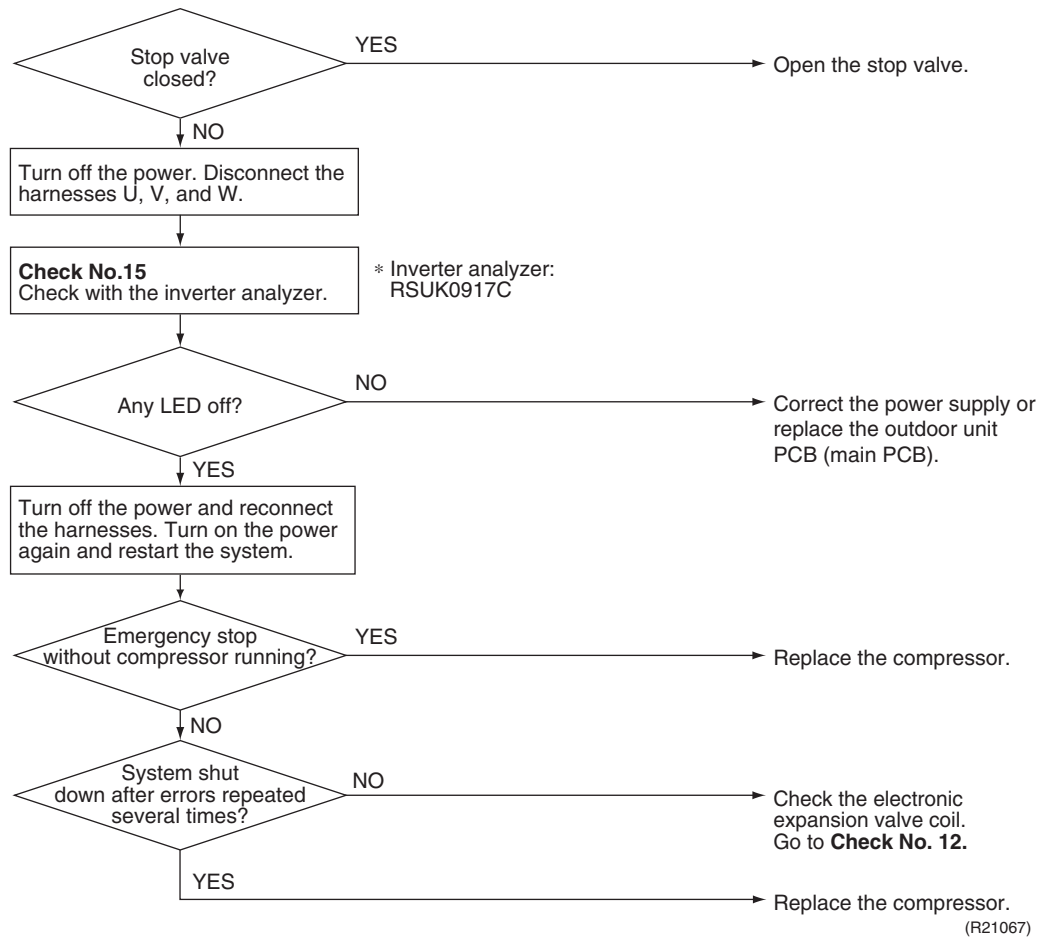 Stop valve
closed?
YES
Open the stop valve.
NO
Turn off the power. Disconnect the
harnesses U, V, and W.
Check No.15
Check with the inverter analyzer.
* Inverter analyzer:
RSUK0917C
Any LED off?
NO
Correct the power supply or
replace the outdoor unit
PCB (main PCB).
YES
Turn off the power and reconnect
the harnesses. Turn on the power
again and restart the system.
Emergency stop
without compressor running?
YES
Replace the compressor.
NO
System shut
down after errors repeated
several times?
NO
Check the electronic
expansion valve coil.
Go to Check No. 12.
YES
Replace the compressor.
(R21067)